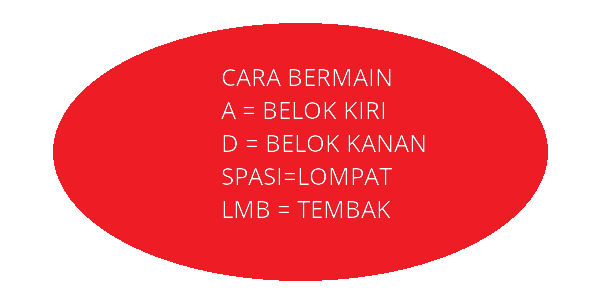 CARA BERMAIN
A = BELOK KIRI
D = BELOK KANAN
SPASI=LOMPAT
LMB = TEMBAK